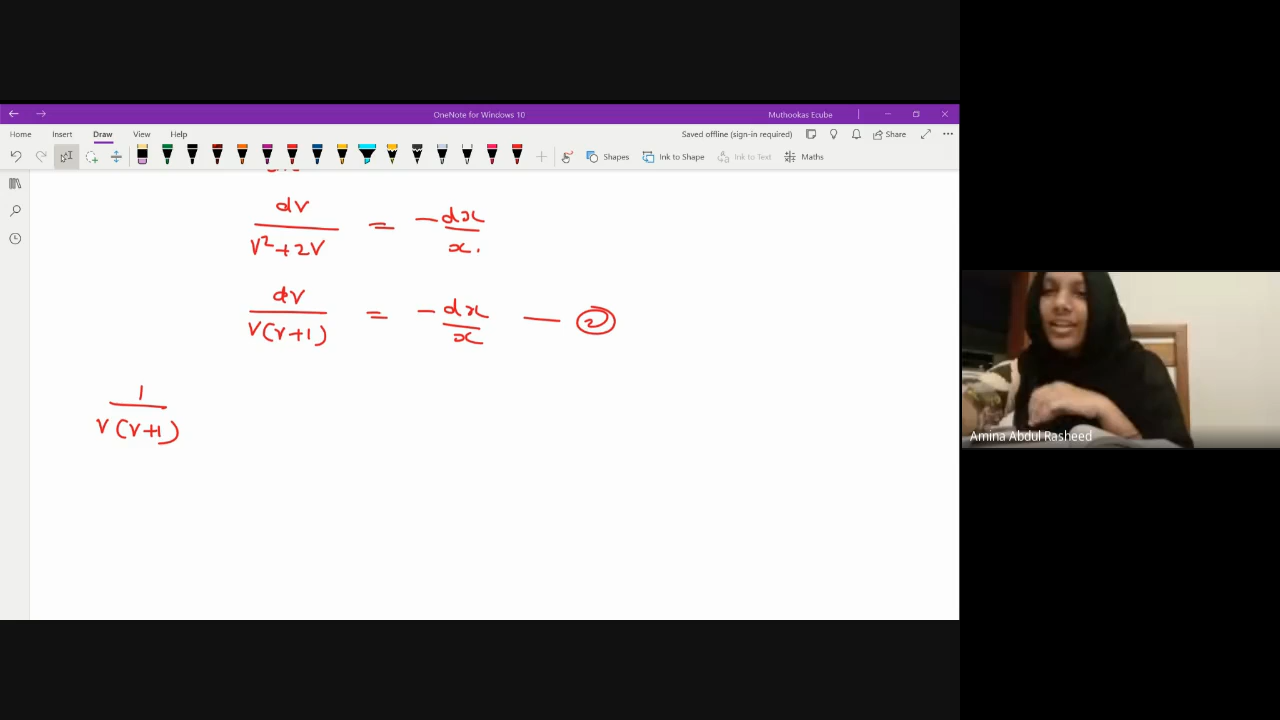 OneNote for Windows 10
Muthookas Ecube
Home Insert Draw View Help
Saved offline (sign-in required)
Share
Shapes
Ink to Shape
Ink to Text
Maths
dv/(v²+2v) = -dx/x.
dv/(v(v+1)) = -dx/x — ②
1/(v(v+1))
Amina Abdul Rasheed